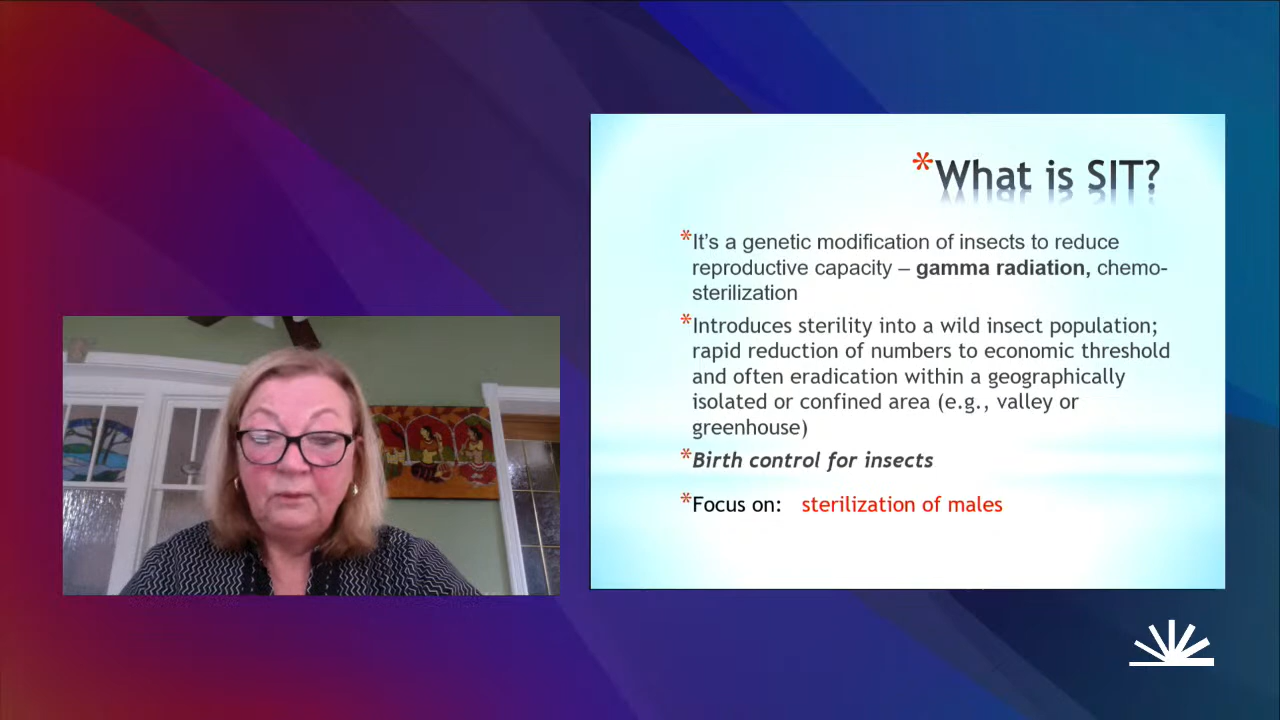 *What is SIT?
*It's a genetic modification of insects to reduce
reproductive capacity – gamma radiation, chemo-
sterilization
*Introduces sterility into a wild insect population;
rapid reduction of numbers to economic threshold
and often eradication within a geographically
isolated or confined area (e.g., valley or
greenhouse)
*Birth control for insects
*Focus on: sterilization of males